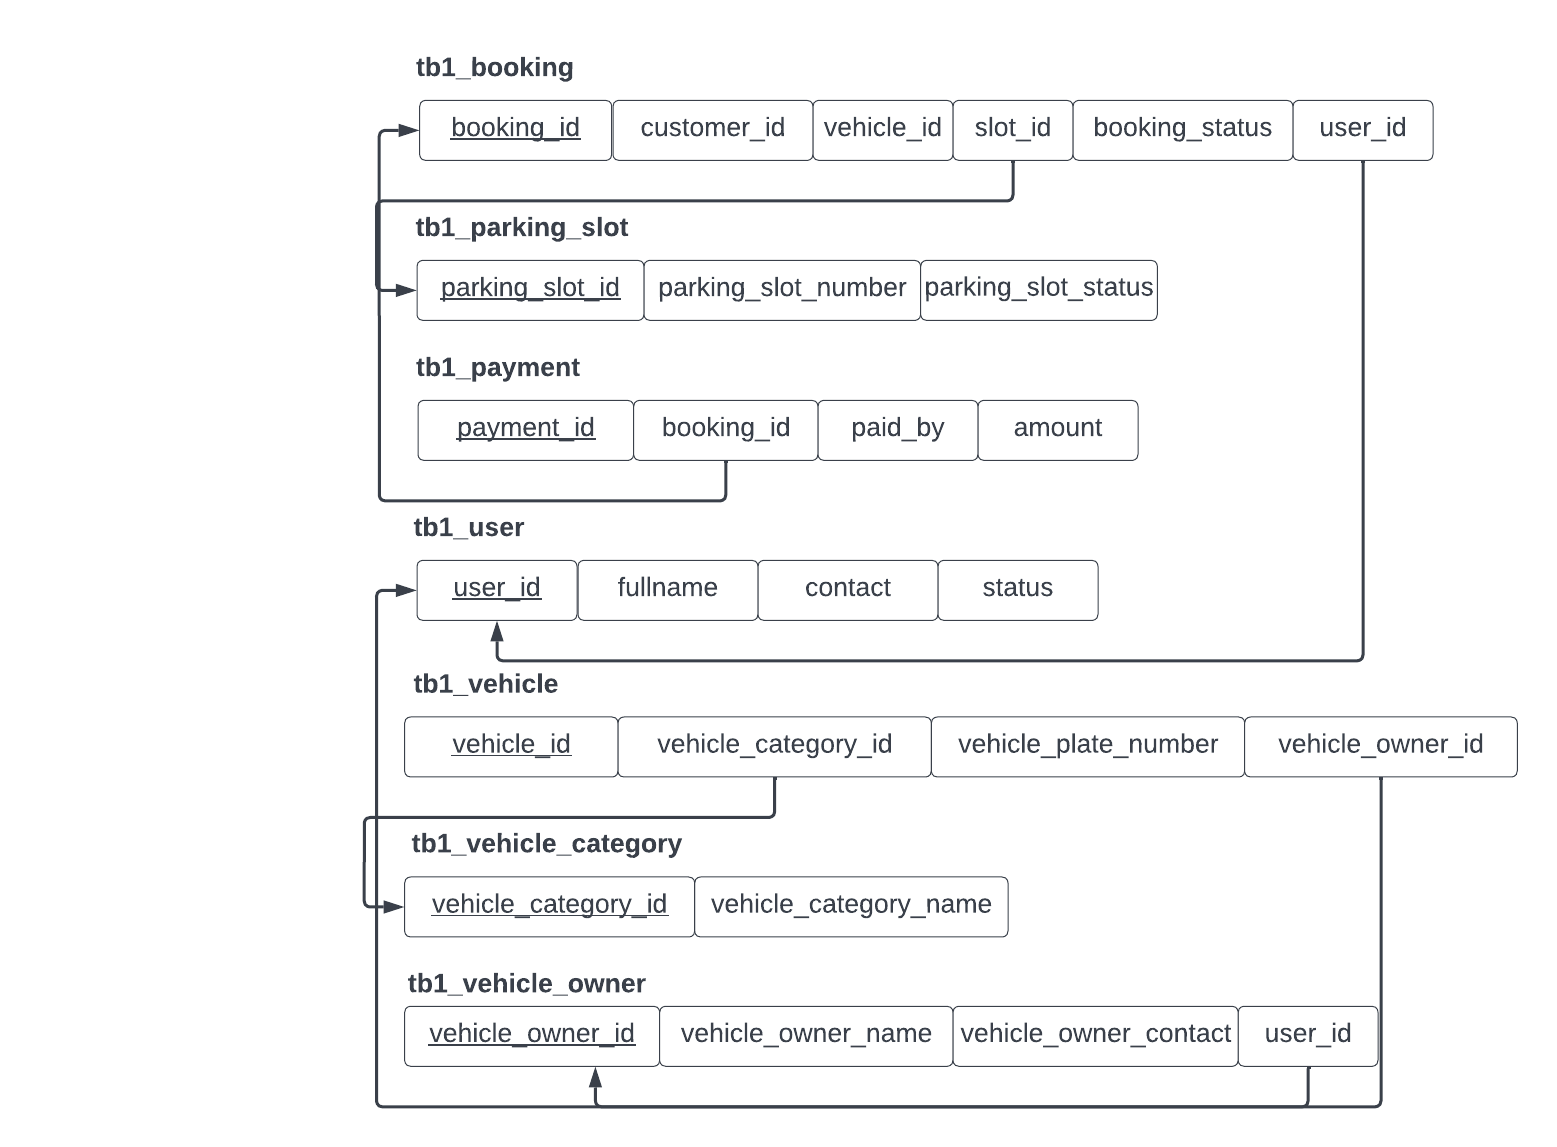 tb1_booking
booking_id customer_id vehicle_id slot_id booking_status user_id
tb1_parking_slot
parking_slot_id parking_slot_number parking_slot_status
tb1_payment
payment_id booking_id paid_by amount
tb1_user
user_id fullname contact status
tb1_vehicle
vehicle_id vehicle_category_id vehicle_plate_number vehicle_owner_id
tb1_vehicle_category
vehicle_category_id vehicle_category_name
tb1_vehicle_owner
vehicle_owner_id vehicle_owner_name vehicle_owner_contact user_id